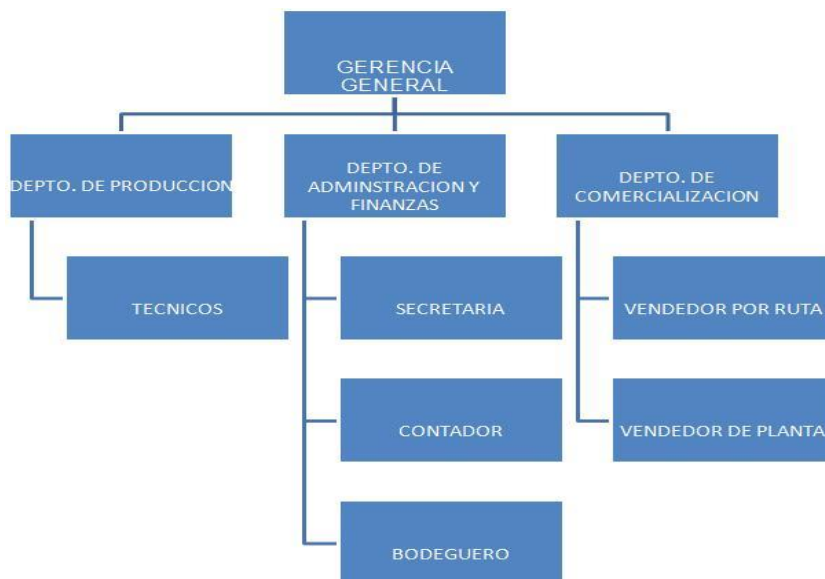 GERENCIA
GENERAL
DEPTO. DE PRODUCCION
DEPTO. DE
ADMINSTRACION Y
FINANZAS
DEPTO. DE
COMERCIALIZACION
TECNICOS
SECRETARIA
VENDEDOR POR RUTA
CONTADOR
VENDEDOR DE PLANTA
BODEGUERO